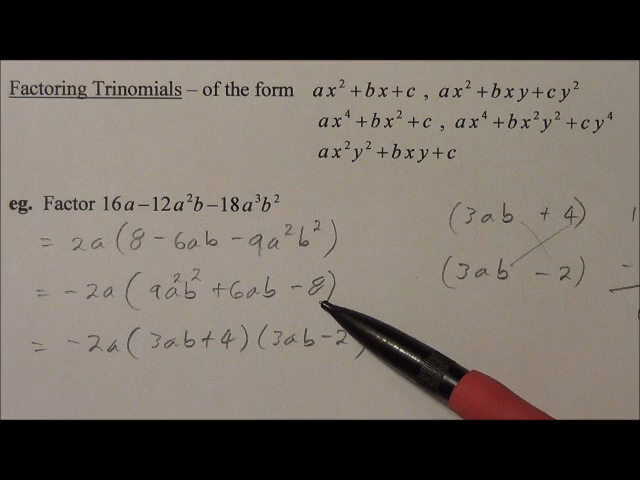 Factoring Trinomials – of the form ax² + bx + c , ax² + bxy + cy²
ax⁴ + bx² + c , ax⁴ + bx²y² + cy⁴
ax²y² + bxy + c
eg. Factor 16a – 12a²b – 18a³b²
= 2a ( 8 - 6ab - 9a²b² )
= - 2a ( 9a²b² + 6ab - 8 )
= - 2a ( 3ab + 4 ) ( 3ab - 2
(3ab + 4)
(3ab - 2)